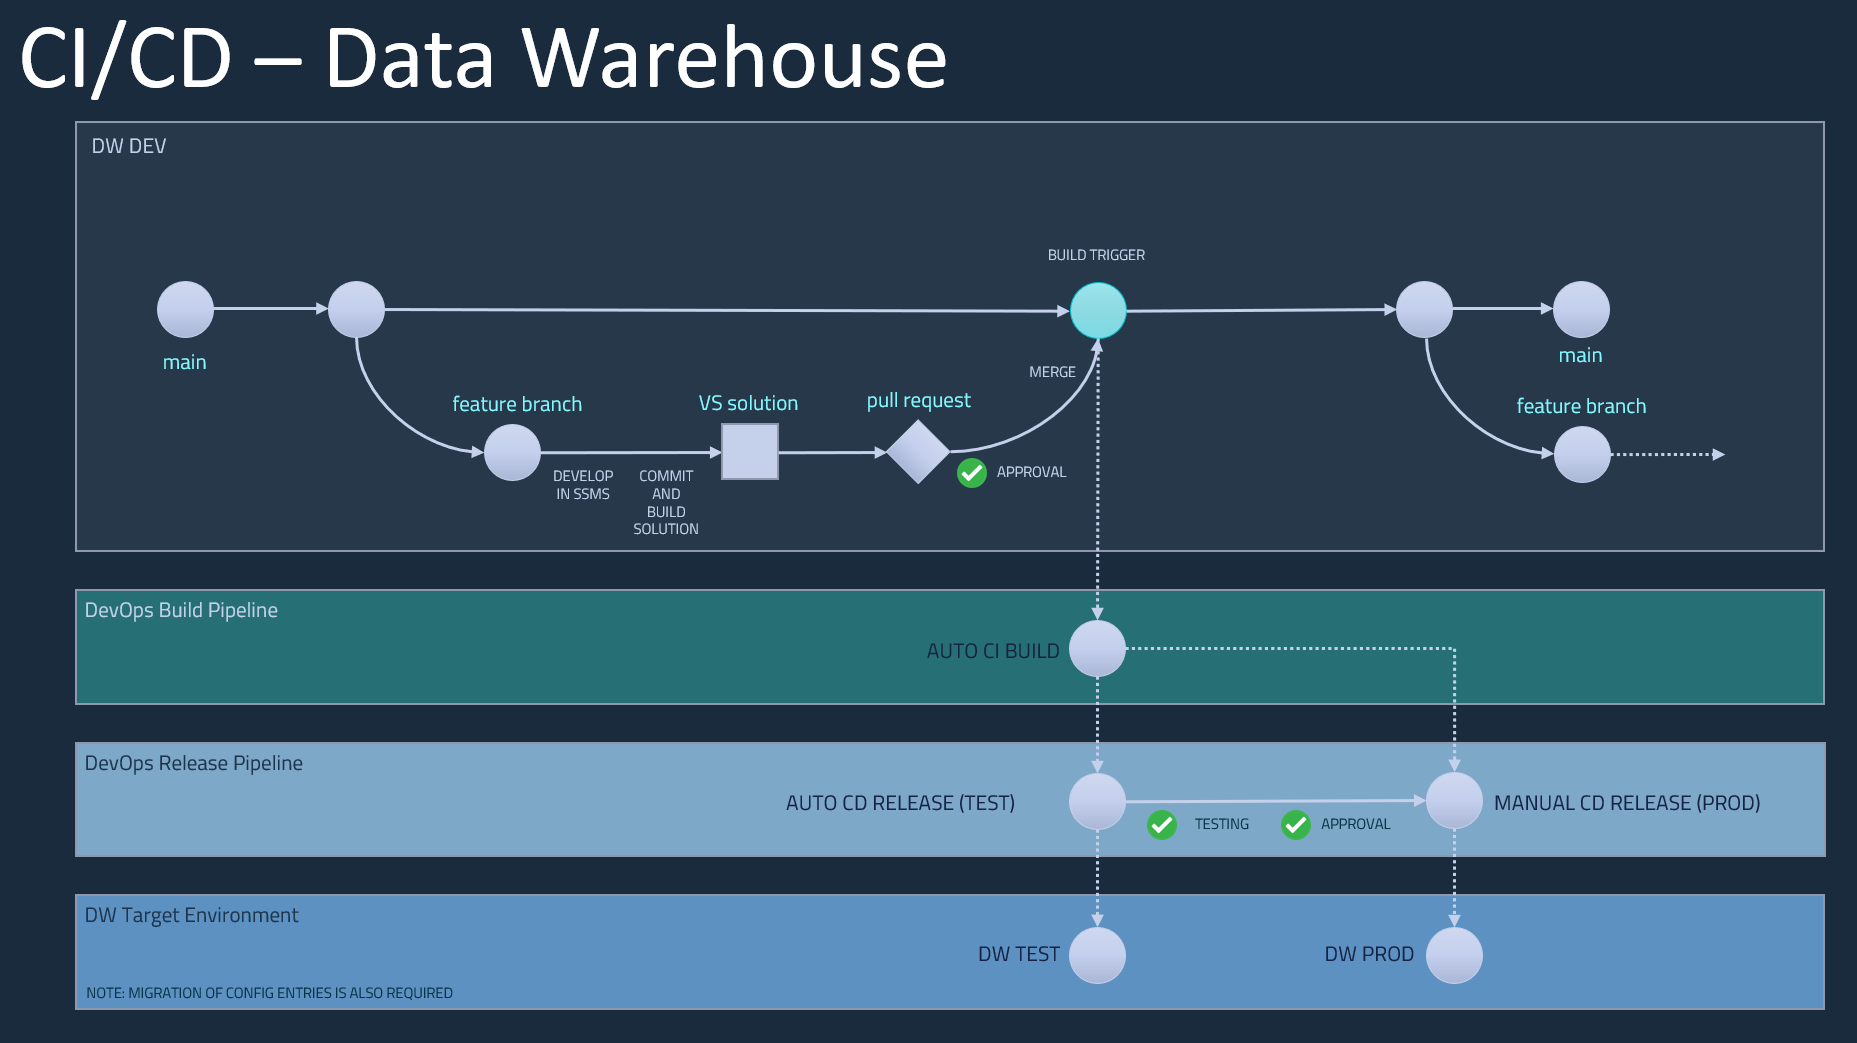 CI/CD – Data Warehouse
DW DEV
BUILD TRIGGER
main
MERGE
main
feature branch
VS solution
pull request
feature branch
DEVELOP
IN SSMS
COMMIT
AND
BUILD
SOLUTION
APPROVAL
DevOps Build Pipeline
AUTO CI BUILD
DevOps Release Pipeline
AUTO CD RELEASE (TEST)
MANUAL CD RELEASE (PROD)
TESTING
APPROVAL
DW Target Environment
DW TEST
DW PROD
NOTE: MIGRATION OF CONFIG ENTRIES IS ALSO REQUIRED